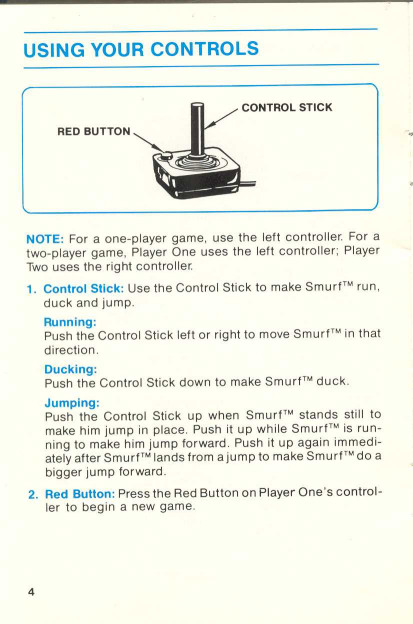 USING YOUR CONTROLS
CONTROL STICK
RED BUTTON
NOTE: For a one-player game, use the left controller. For a
two-player game, Player One uses the left controller; Player
Two uses the right controller.
1. Control Stick: Use the Control Stick to make Smurf™ run,
duck and jump.
Running:
Push the Control Stick left or right to move Smurf™ in that
direction.
Ducking:
Push the Control Stick down to make Smurf™ duck.
Jumping:
Push the Control Stick up when Smurf™ stands still to
make him jump in place. Push it up while Smurf™ is run-
ning to make him jump forward. Push it up again immedi-
ately after Smurf™ lands from a jump to make Smurf™ do a
bigger jump forward.
2. Red Button: Press the Red Button on Player One's control-
ler to begin a new game.
4